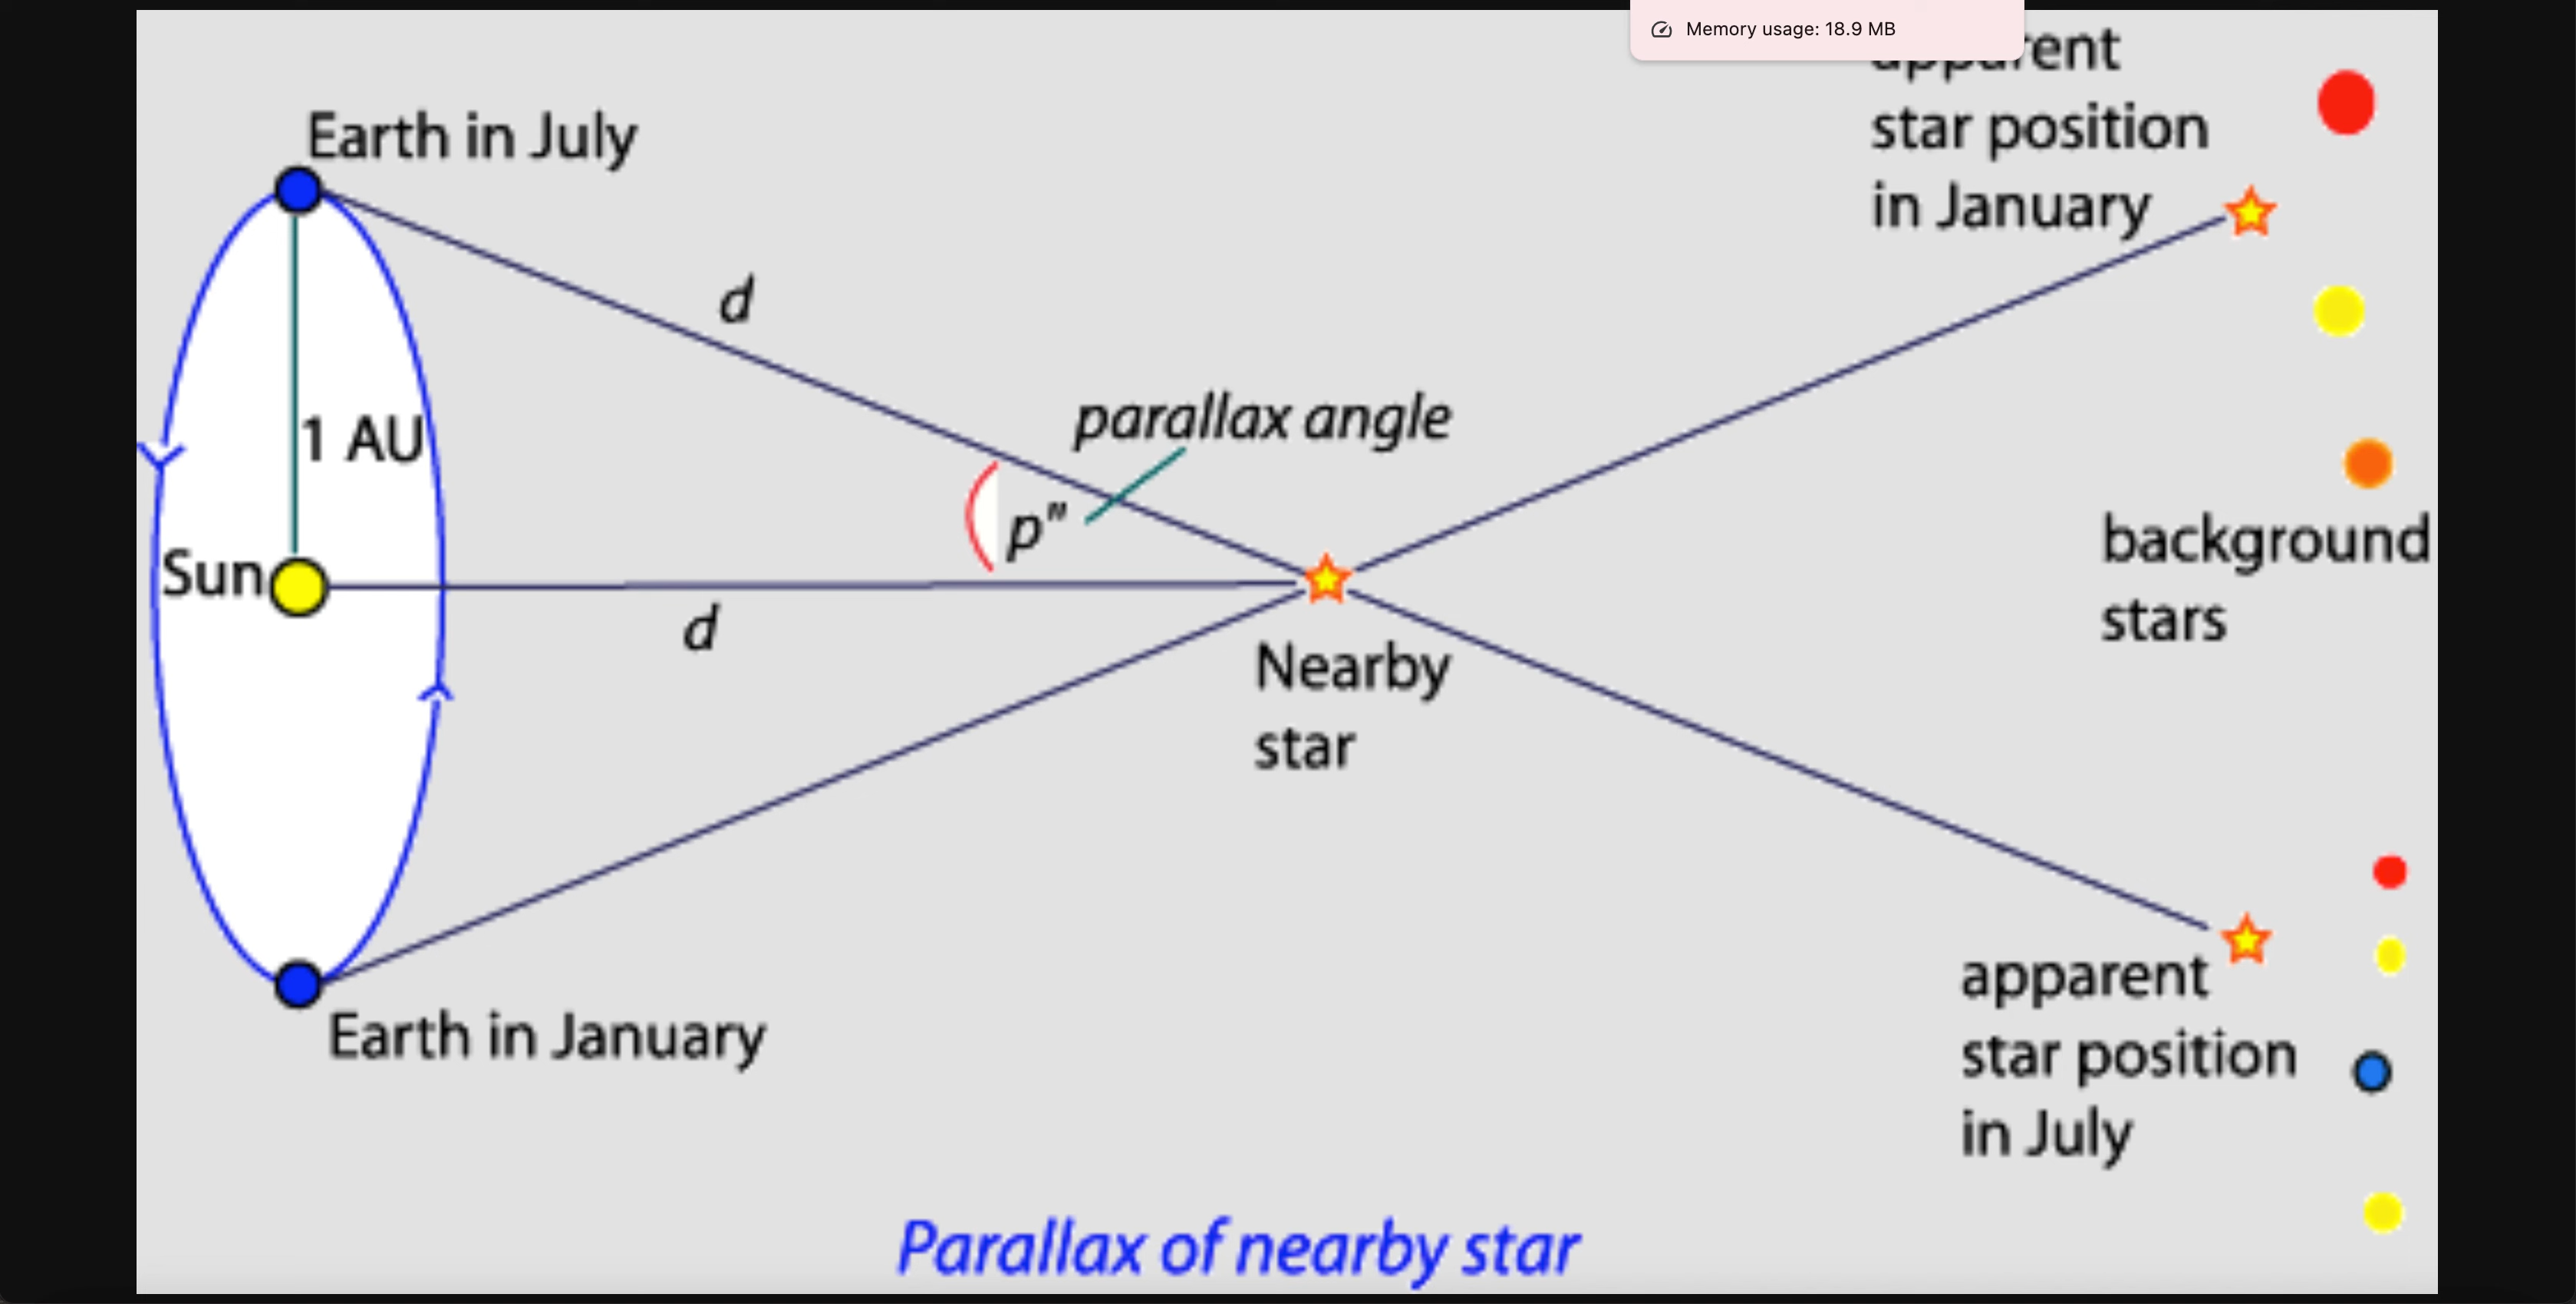 Memory usage: 18.9 MB
apparent
star position
in January
Earth in July
d
parallax angle
1 AU
p"
background
stars
Sun
d
Nearby
star
apparent
star position
in July
Earth in January
Parallax of nearby star